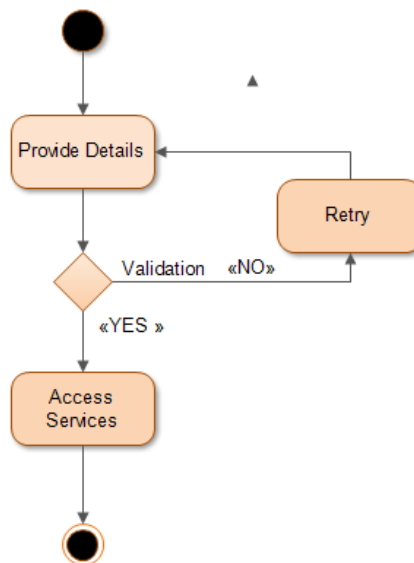 Provide Details
Retry
Validation «NO»
«YES »
Access
Services